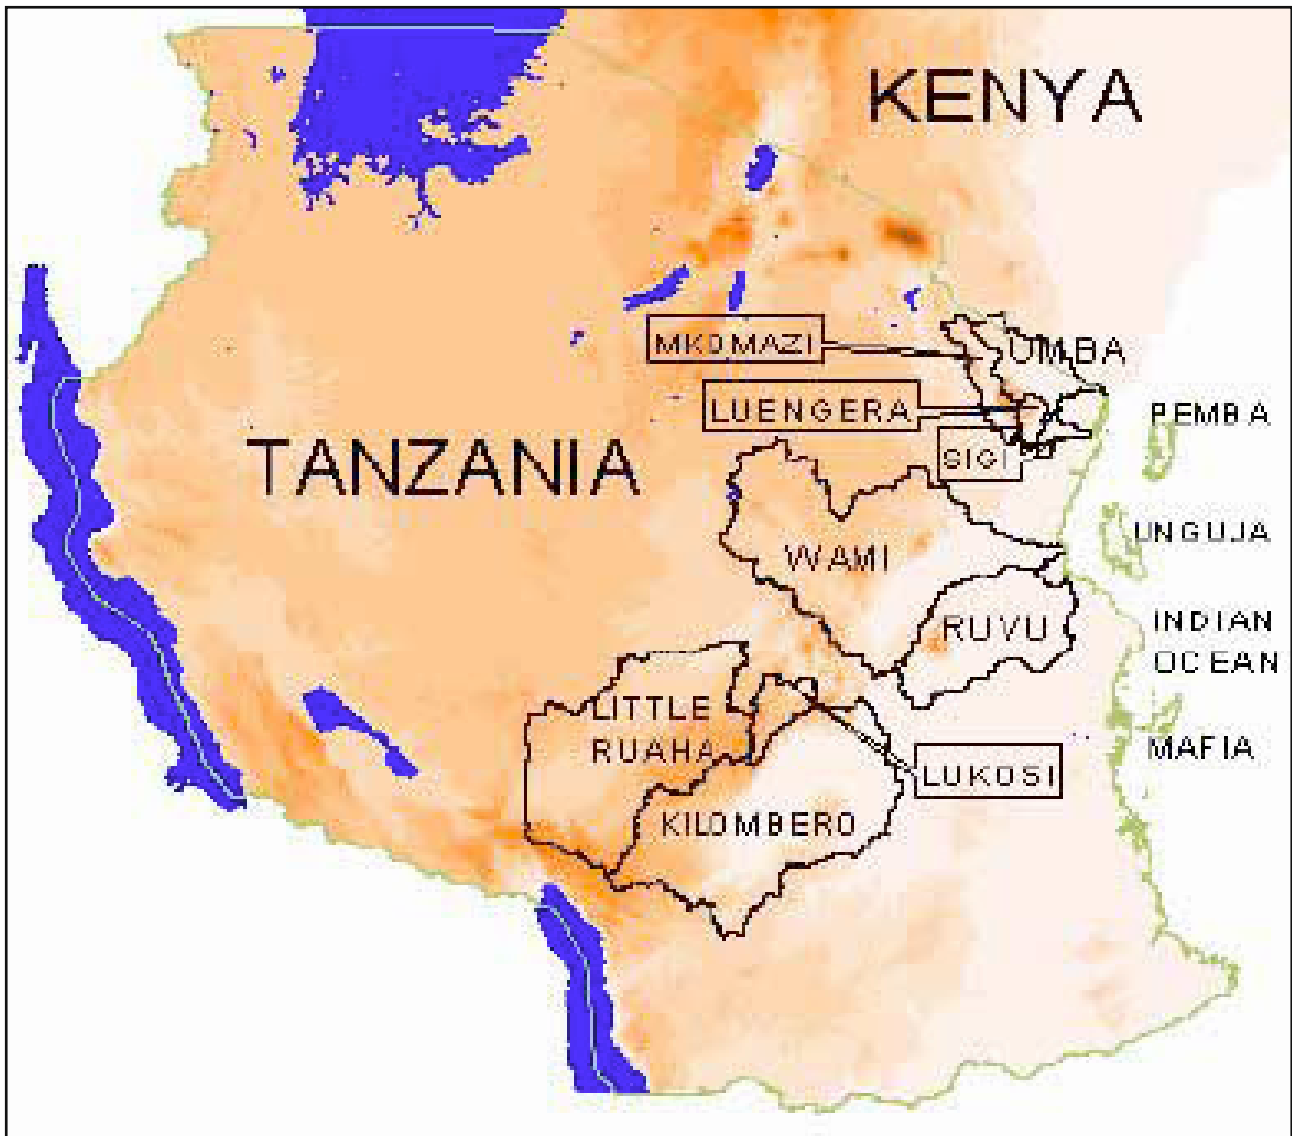 KENYA
MKOMAZI
UMBA
LUENGERA
PEMBA
TANZANIA
SIGI
UNGUJA
WAMI
RUVU
INDIAN
OCEAN
LITTLE
RUAHA
MAFIA
LUKOSI
KILOMBERO